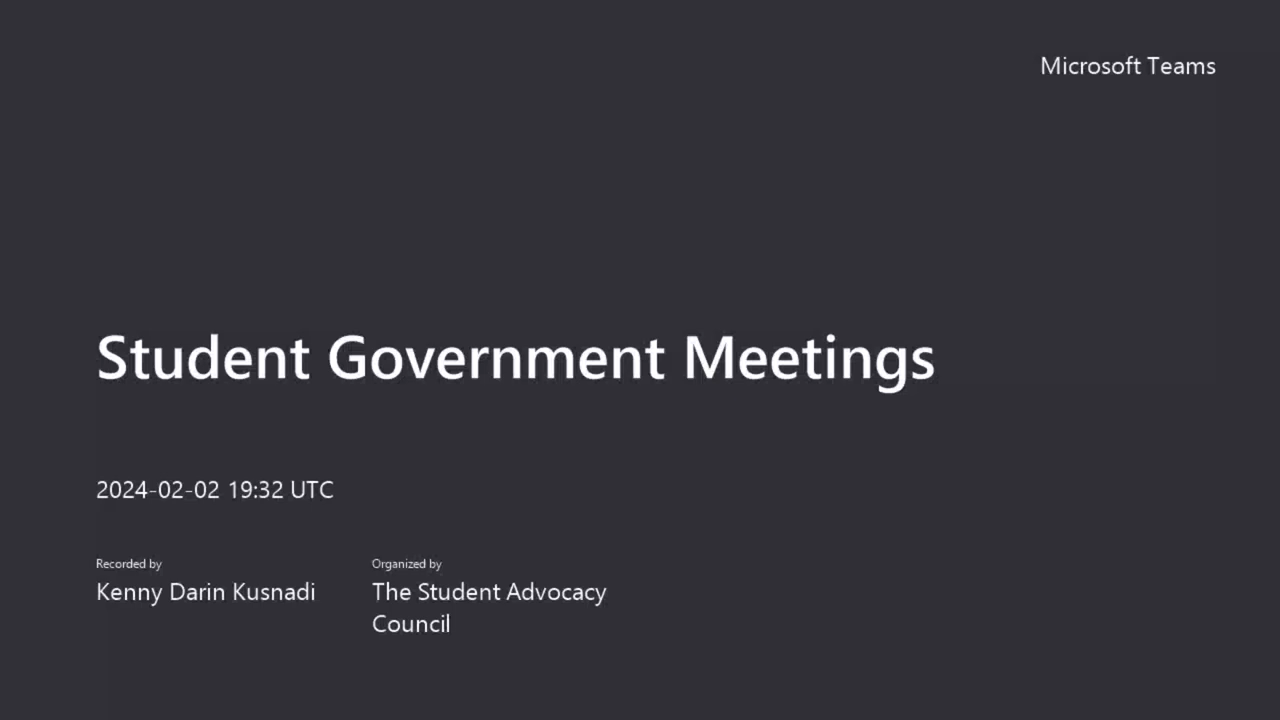 Microsoft Teams
Student Government Meetings
2024-02-02 19:32 UTC
Recorded by
Kenny Darin Kusnadi
Organized by
The Student Advocacy
Council